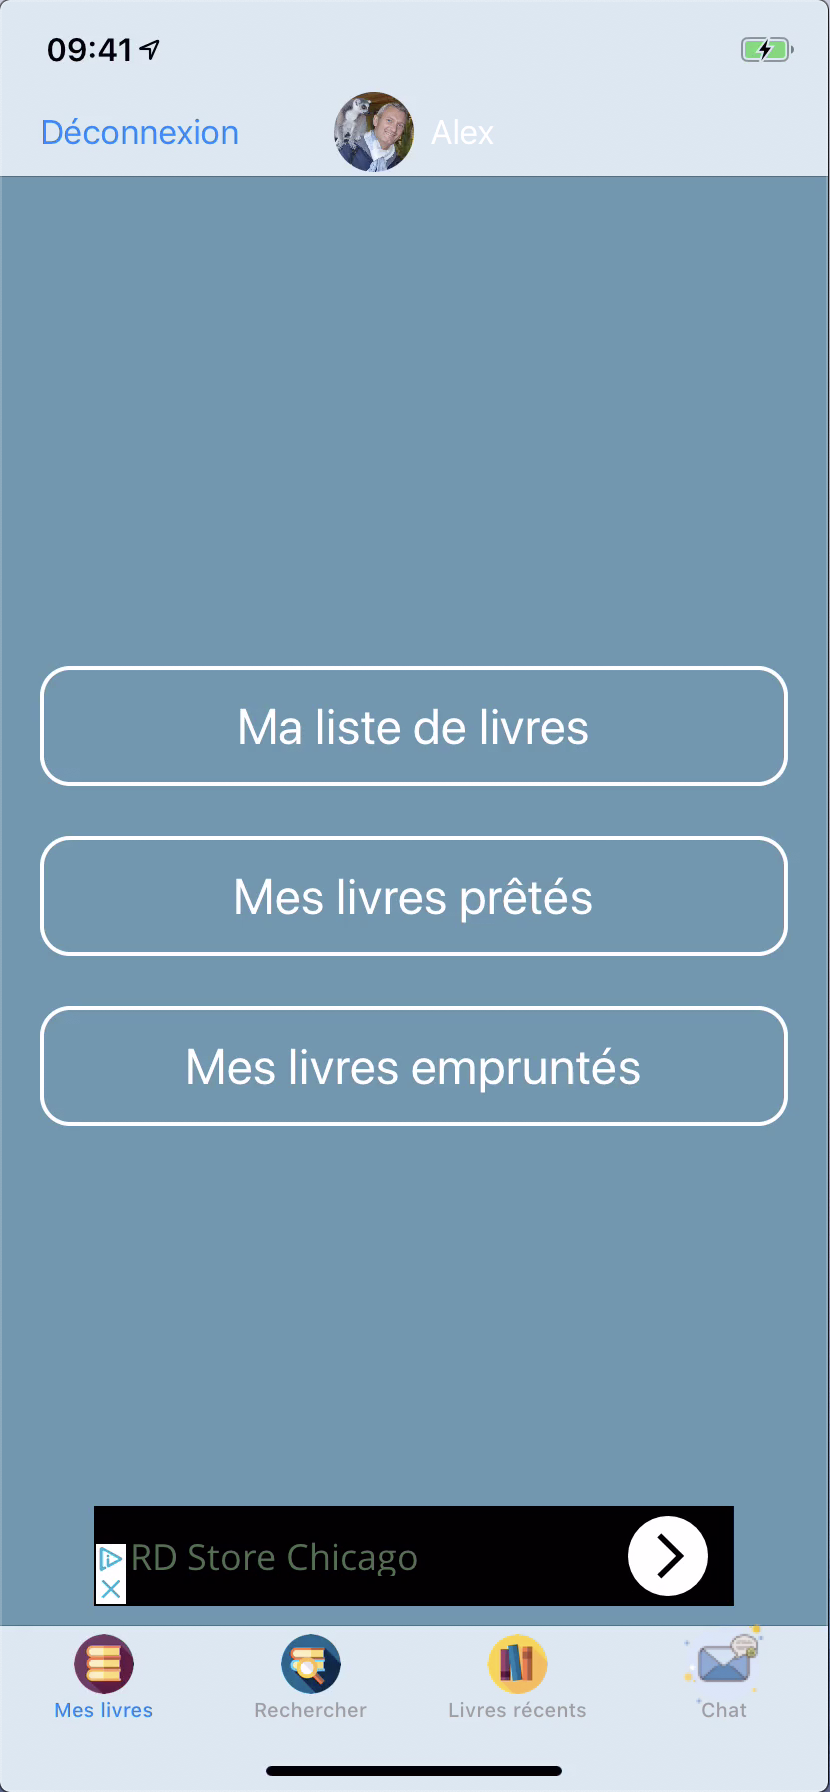 09:41
Déconnexion
Alex
Ma liste de livres
Mes livres prêtés
Mes livres empruntés
RD Store Chicago
Mes livres
Rechercher
Livres récents
Chat